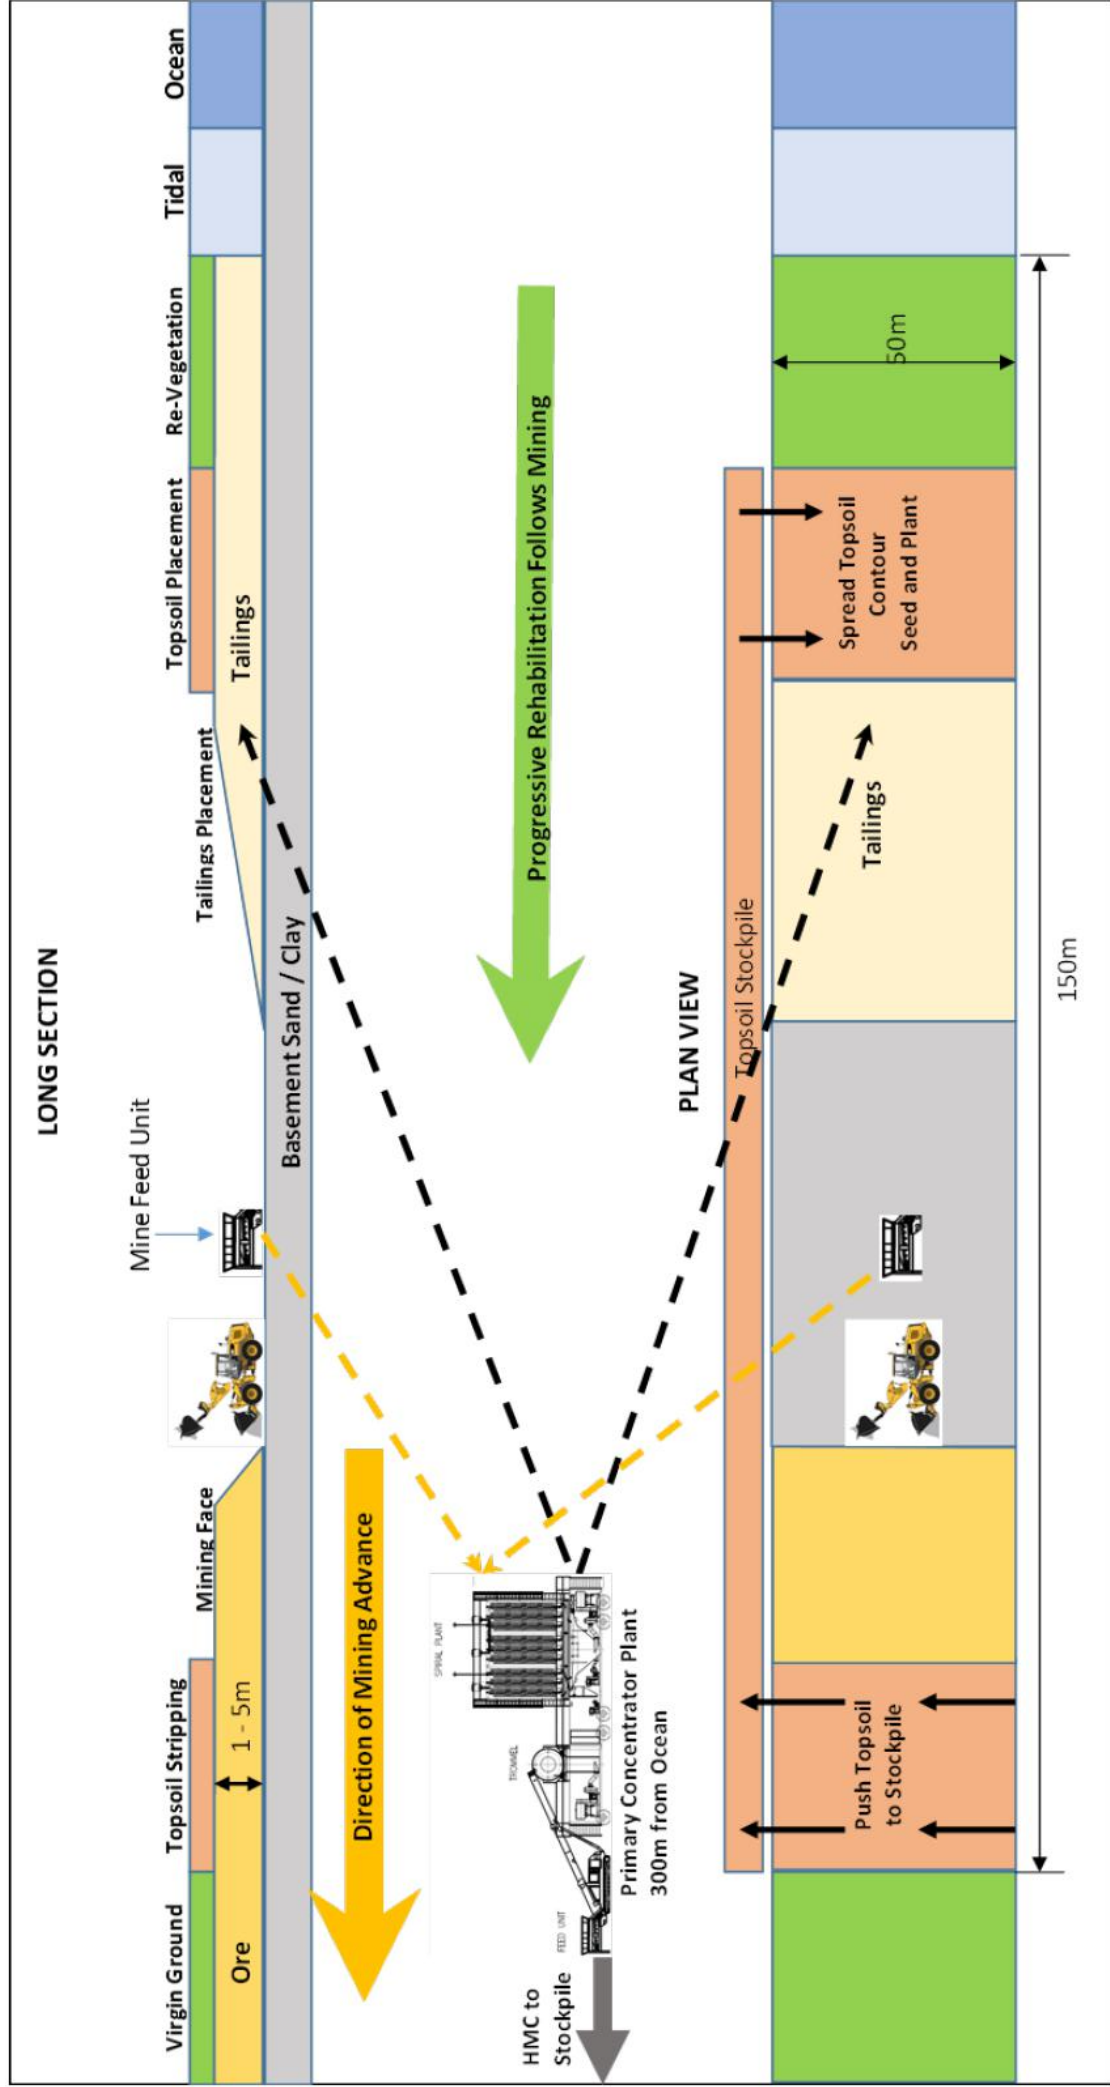 LONG SECTION
Mine Feed Unit
Virgin Ground
Topsoil Stripping
Mining Face
Tailings Placement
Topsoil Placement
Re-Vegetation
Tidal
Ocean
Ore
1 - 5m
Tailings
Basement Sand / Clay
Direction of Mining Advance
Progressive Rehabilitation Follows Mining
SPIRAL PLANT
TROMMEL
FEED UNIT
HMC to
Stockpile
Primary Concentrator Plant
300m from Ocean
PLAN VIEW
Topsoil Stockpile
Push Topsoil
to Stockpile
Tailings
Spread Topsoil
Contour
Seed and Plant
50m
150m